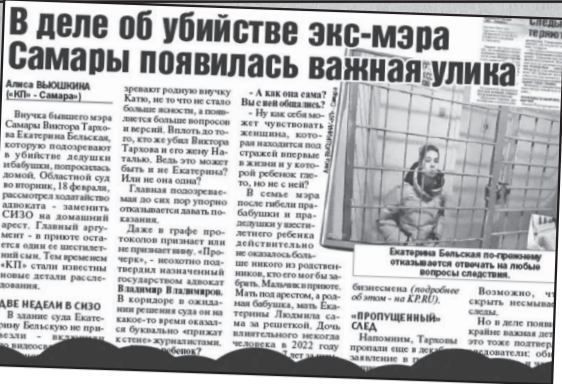 В деле об убийстве экс-мэра
Самары появилась важная улика
Алиса ВЬЮШКИНА
(«КП» - Самара»)
Внучка бывшего мэра
Самары Виктора Тархо-
ва Екатерина Бельская,
которую подозревают
в убийстве дедушки
и бабушки, попросилась
домой. Областной суд
во вторник, 18 февраля,
рассмотрел ходатайство
адвоката - заменить
СИЗО на домашний
арест. Главный аргу-
мент - в приюте оста-
ется один ее шестилет-
ний сын. Тем временем
«КП» стали известны
новые детали рассле-
дования.
ДВЕ НЕДЕЛИ В СИЗО
В здание суда Екате-
рину Бельскую не при-
везли -
зревают родную внучку
Катю, не то что не стало
больше ясности, а появ-
ляется больше вопросов
и версий. Вплоть до то-
го, кто же убил Виктора
Тархова и его жену На-
талью. Ведь это может
быть и не Екатерина?
Или не она одна?
Главная подозревае-
мая до сих пор упорно
отказывается давать по-
казания.
Даже в графе про-
токолов признает или
не признает вину. «Про-
черк», - неохотно под-
твердил назначенный
государством адвокат
Владимир Владимиров.
В коридоре в ожида-
нии решения суда он на
какое-то время оказал-
ся буквально «прижат
к стене» журналистами.
ребенок?
- А как она сама?
Вы с ней общались?
- Ну как себя мо-
жет чувствовать
женщина, кото-
рая находится под
стражей впервые
в жизни и у кото-
рой ребенок где-
то, но не с ней?
В семье мэра
после гибели пра-
бабушки и пра-
дедушки у шести-
летнего ребенка
действительно
не оказалось боль-
ше никого из родствен-
ников, кто его мог бы за-
брать. Мальчик в приюте.
Мать под арестом, а род-
ная бабушка, мать Ека-
терины Людмила са-
ма за решеткой. Дочь
влиятельного некогда
человека в 2022 году
7 лет за
Екатерина Бельская по-прежнему
отказывается отвечать на любые
вопросы следствия.
бизнесмена (подробнее
об этом - на KP.RU).
«ПРОПУЩЕННЫЙ»
СЛЕД
Напомним, Тарховы
пропали еще в дека
заявление в
Возможно,
скрыть
следы.
Но в деле появи
крайне важная де
это тоже